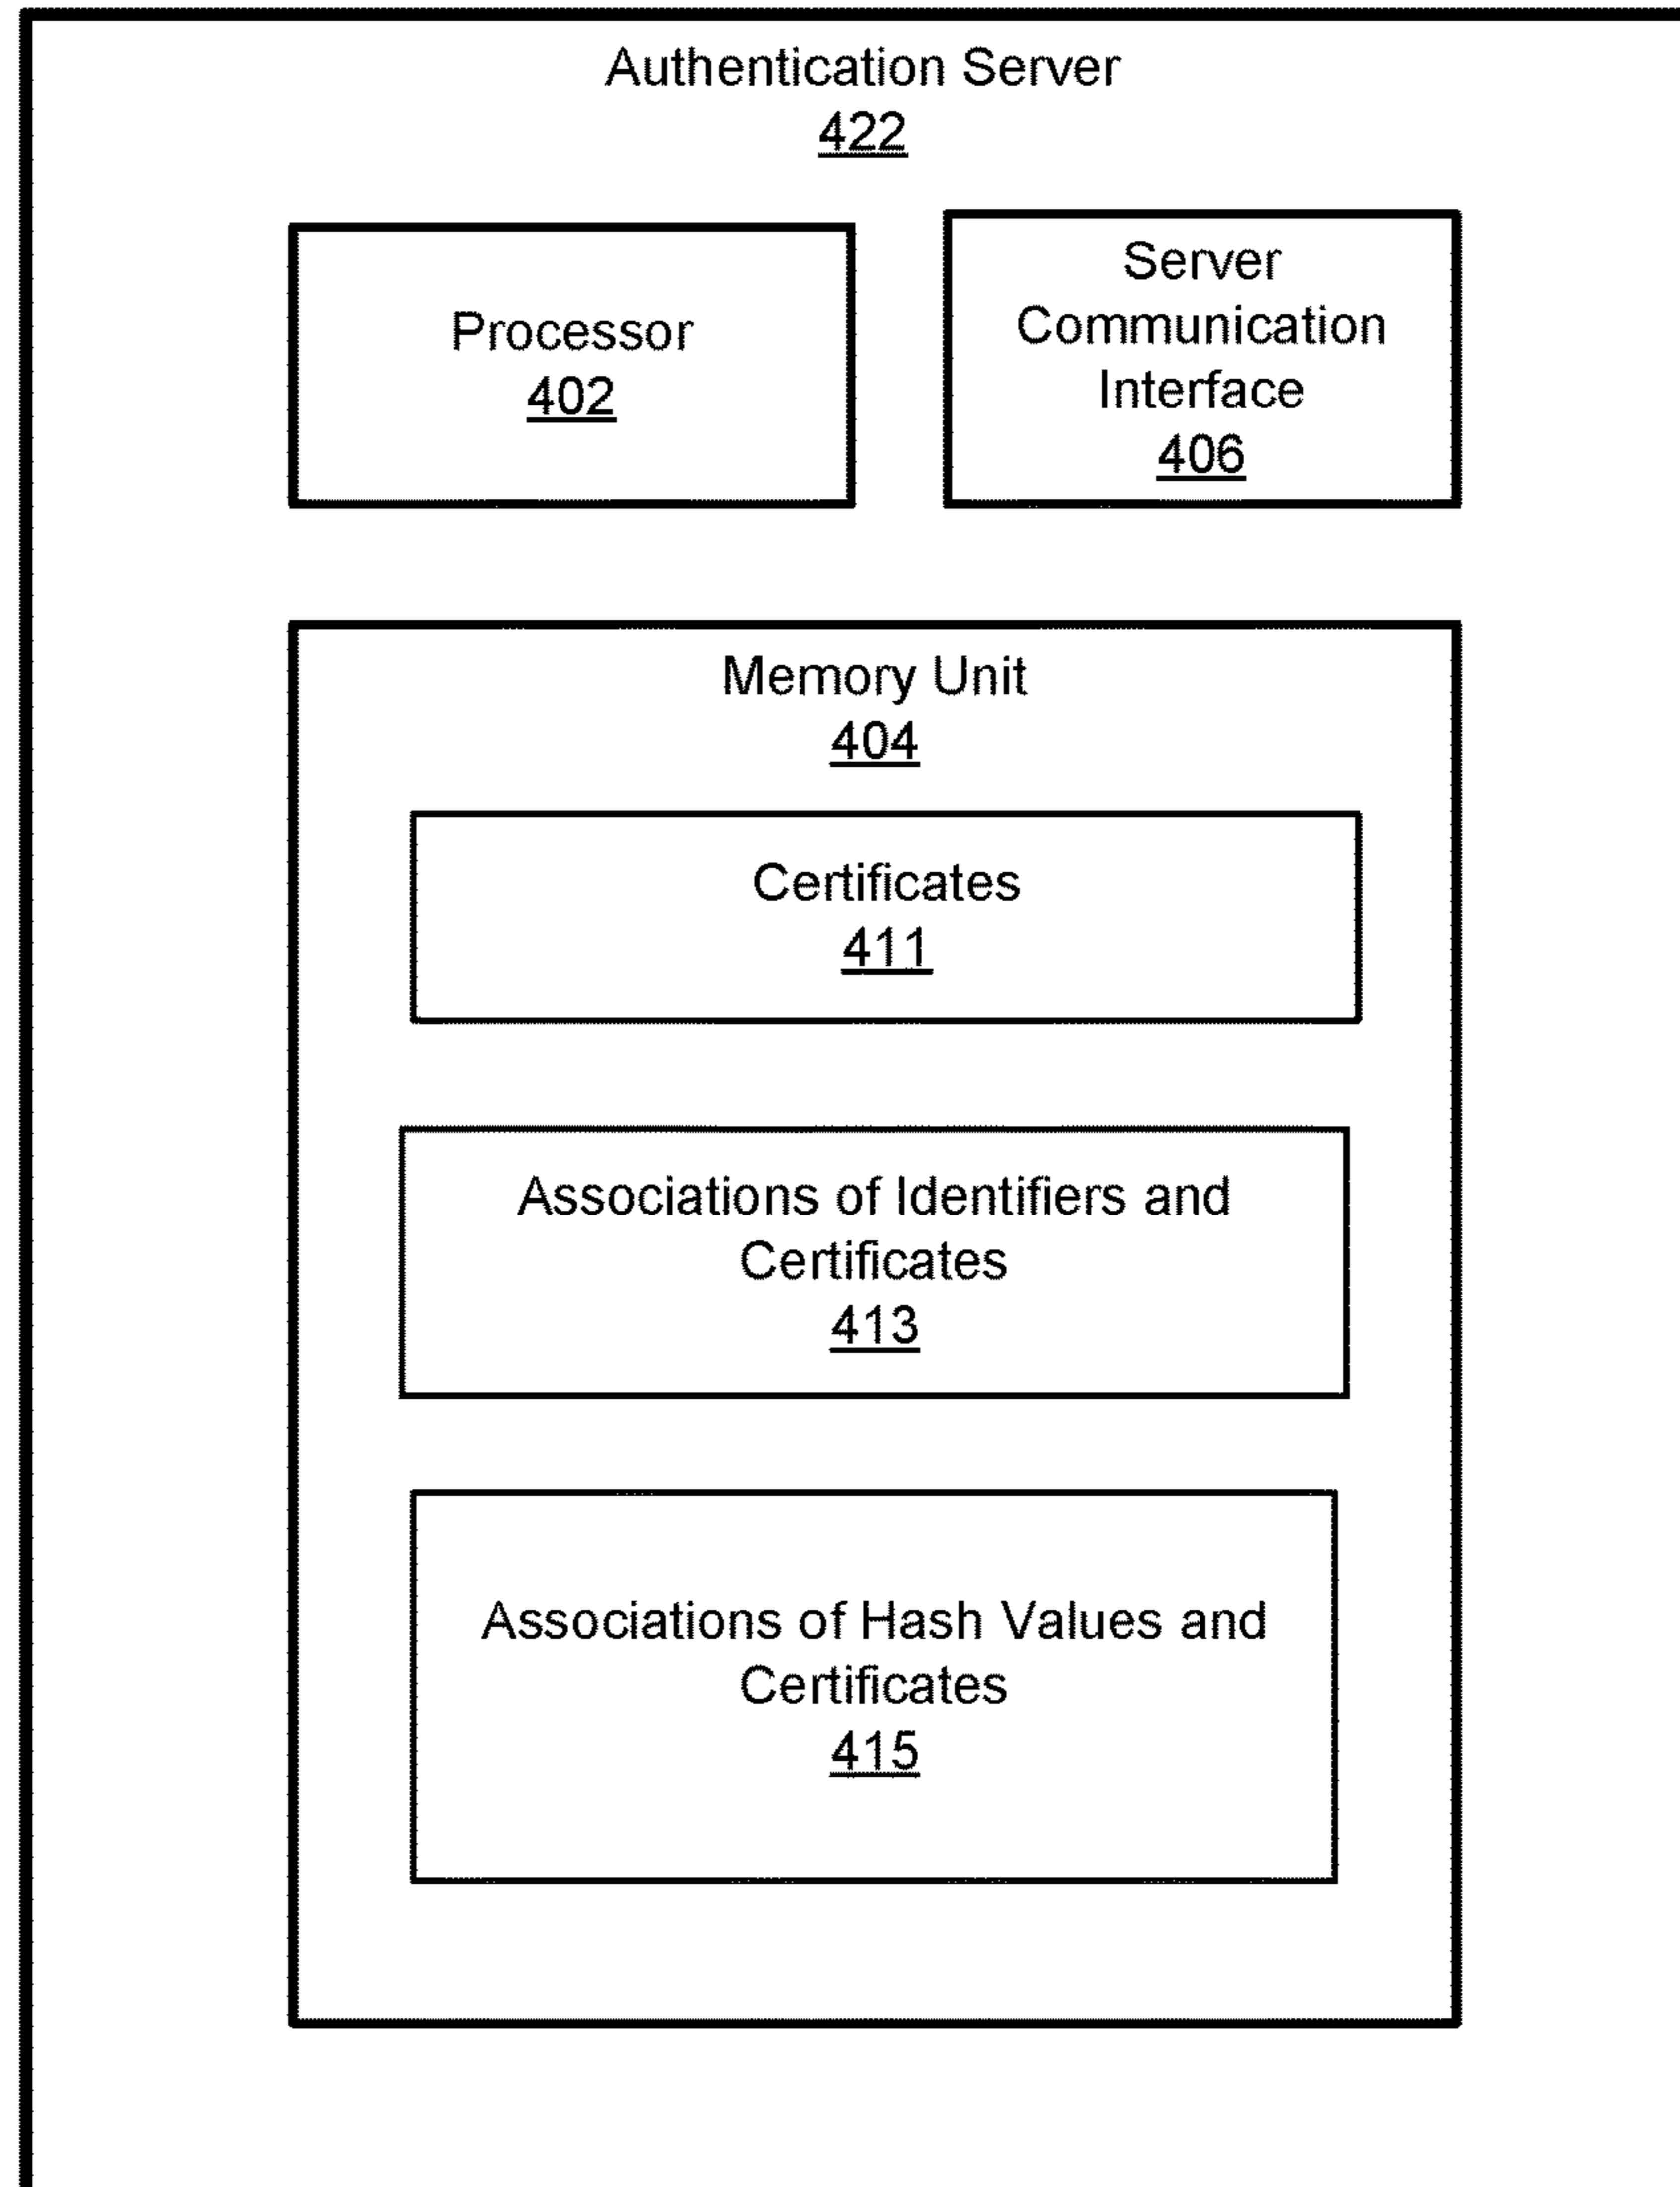 Authentication Server
422
Processor
402
Server
Communication
Interface
406
Memory Unit
404
Certificates
411
Associations of Identifiers and
Certificates
413
Associations of Hash Values and
Certificates
415